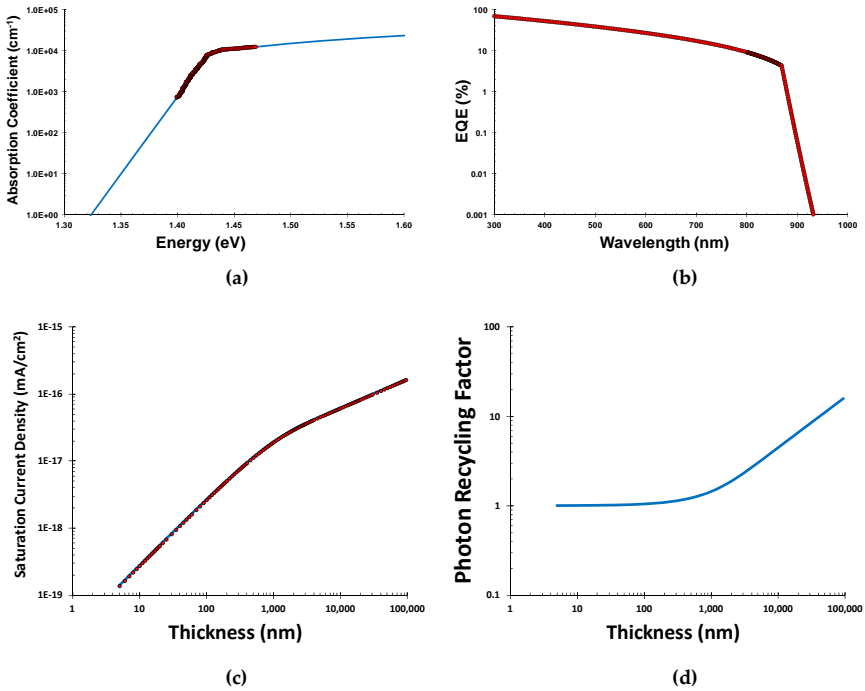 1.0E+05
1.0E+04
1.0E+03
1.0E+02
1.0E+01
1.0E+00
Absorption Coefficient (cm⁻¹)
1.30 1.35 1.40 1.45 1.50 1.55 1.60
Energy (eV)
(a)
100
10
1
0.1
0.01
0.001
EQE (%)
300 400 500 600 700 800 900 1000
Wavelength (nm)
(b)
1E-15
1E-16
1E-17
1E-18
1E-19
Saturation Current Density (mA/cm²)
1 10 100 1,000 10,000 100,000
Thickness (nm)
(c)
100
10
1
0.1
Photon Recycling Factor
1 10 100 1,000 10,000 100,000
Thickness (nm)
(d)